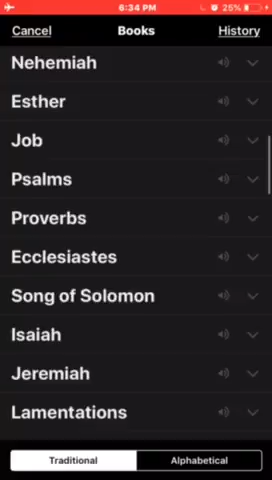 6:34 PM
25%
Cancel
Books
History
Nehemiah
Esther
Job
Psalms
Proverbs
Ecclesiastes
Song of Solomon
Isaiah
Jeremiah
Lamentations
Traditional
Alphabetical